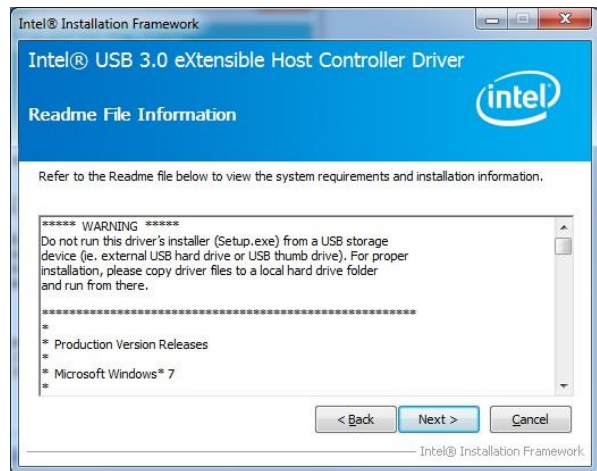 Intel® Installation Framework
Intel® USB 3.0 eXtensible Host Controller Driver
intel
Readme File Information
Refer to the Readme file below to view the system requirements and installation information.
***** WARNING *****
Do not run this driver's installer (Setup.exe) from a USB storage
device (ie. external USB hard drive or USB thumb drive). For proper
installation, please copy driver files to a local hard drive folder
and run from there.
******************************************************
*
* Production Version Releases
*
* Microsoft Windows* 7
*
< Back
Next >
Cancel
Intel® Installation Framework